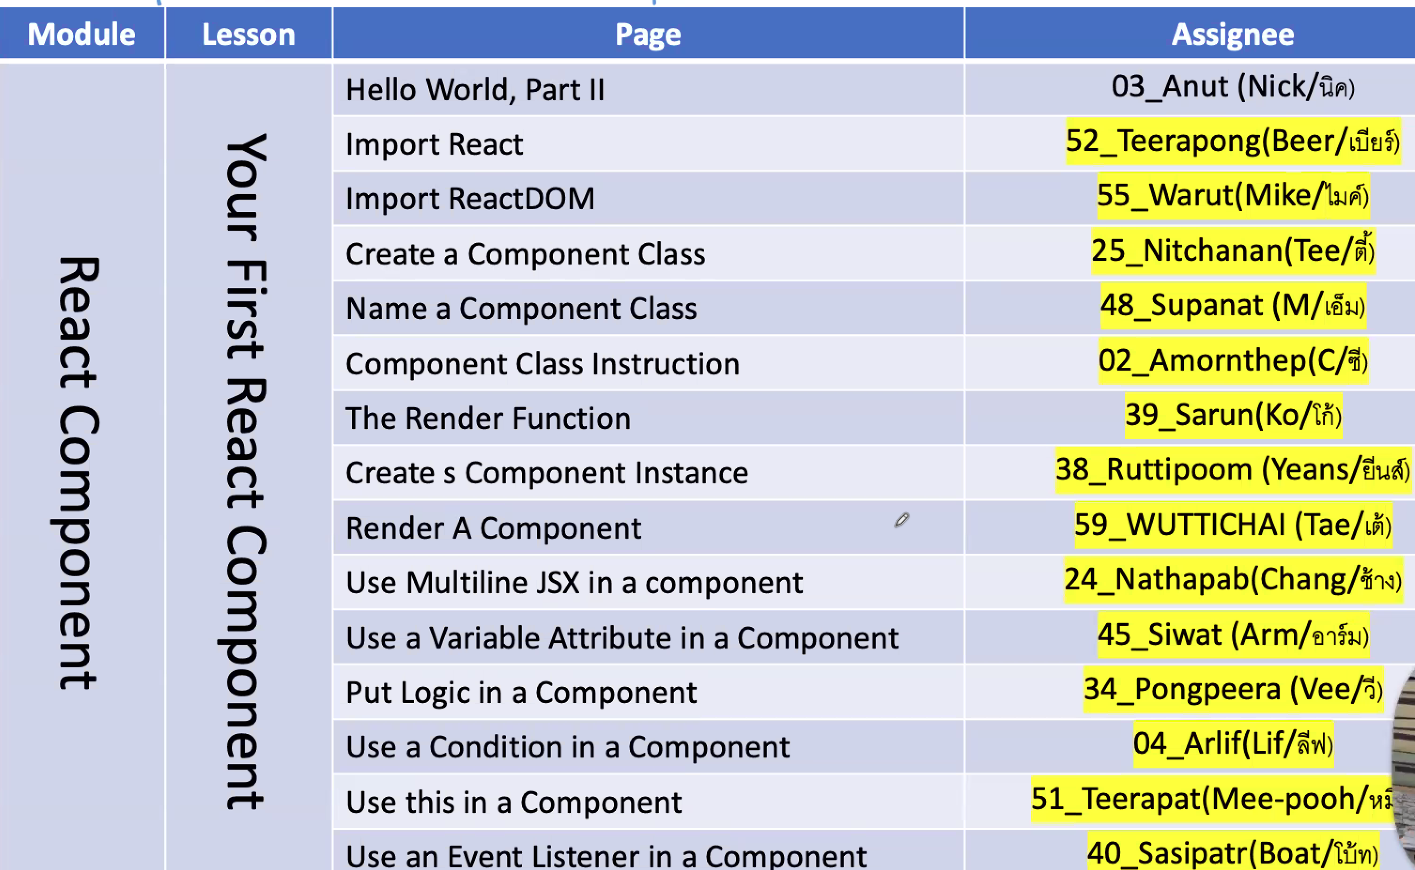 Module Lesson Page Assignee
React Component
Your First React Component
Hello World, Part II 03_Anut (Nick/นิค)
Import React 52_Teerapong(Beer/เบียร์)
Import ReactDOM 55_Warut(Mike/ไมค์)
Create a Component Class 25_Nitchanan(Tee/ตี้)
Name a Component Class 48_Supanat (M/เอ็ม)
Component Class Instruction 02_Amornthep(C/ซี)
The Render Function 39_Sarun(Ko/โก้)
Create s Component Instance 38_Ruttipoom (Yeans/ยีนส์)
Render A Component 59_WUTTICHAI (Tae/เต้)
Use Multiline JSX in a component 24_Nathapab(Chang/ช้าง)
Use a Variable Attribute in a Component 45_Siwat (Arm/อาร์ม)
Put Logic in a Component 34_Pongpeera (Vee/วี)
Use a Condition in a Component 04_Arlif(Lif/ลีฟ)
Use this in a Component 51_Teerapat(Mee-pooh/
Use an Event Listener in a Component 40_Sasipatr(Boat/โบ้ท)